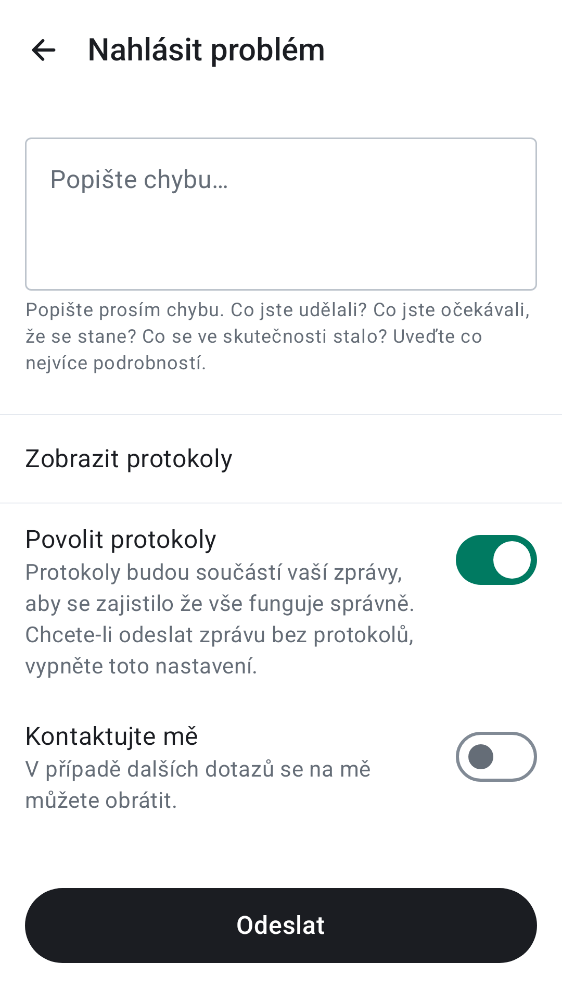 Nahlásit problém
Popište chybu…
Popište prosím chybu. Co jste udělali? Co jste očekávali,
že se stane? Co se ve skutečnosti stalo? Uveďte co
nejvíce podrobností.
Zobrazit protokoly
Povolit protokoly
Protokoly budou součástí vaší zprávy,
aby se zajistilo že vše funguje správně.
Chcete-li odeslat zprávu bez protokolů,
vypněte toto nastavení.
Kontaktujte mě
V případě dalších dotazů se na mě
můžete obrátit.
Odeslat